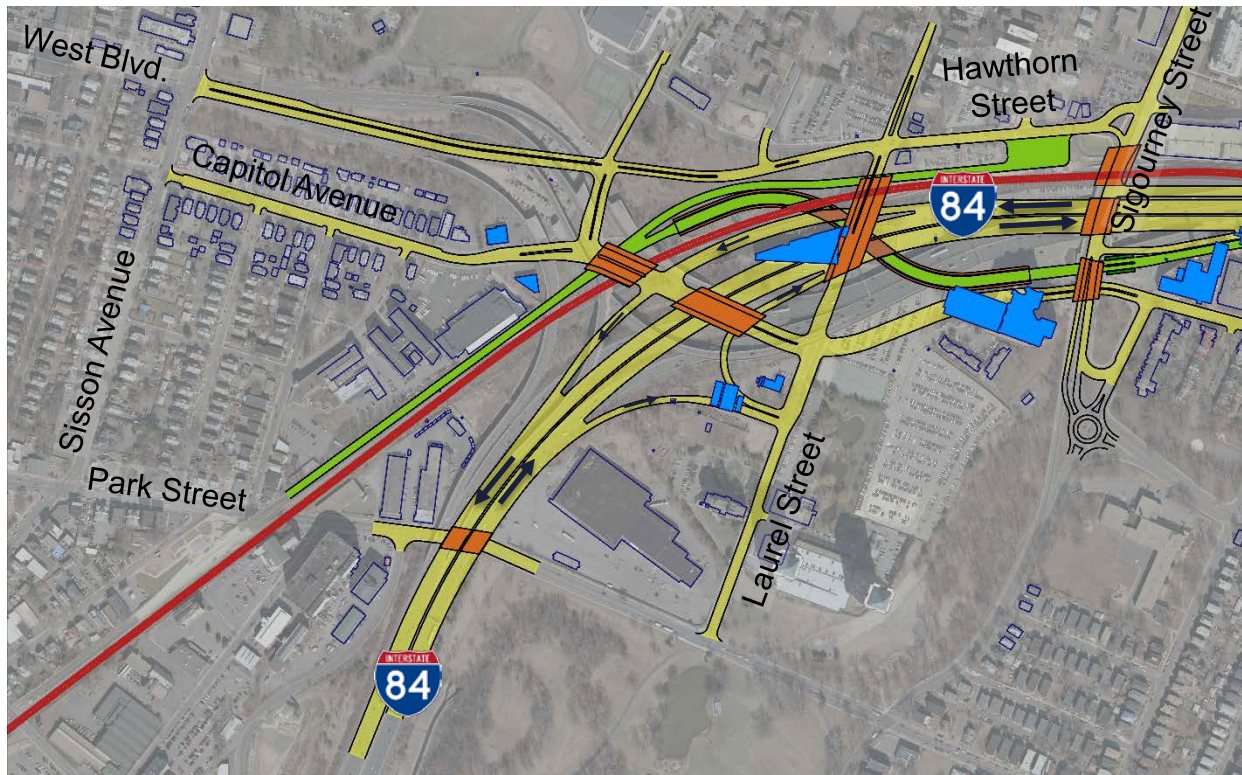 West Blvd.
Hawthorn
Street
Sigourney Street
Capitol Avenue
INTERSTATE
84
Sisson Avenue
Park Street
Laurel Street
INTERSTATE
84